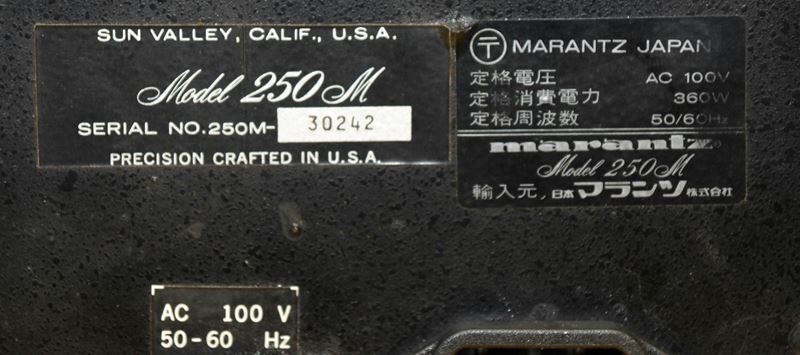 SUN VALLEY, CALIF., U.S.A.
Model 250 M
SERIAL NO.250M- 30242
PRECISION CRAFTED IN U.S.A.
〒 MARANTZ JAPAN
定格電圧 AC 100V
定格消費電力 360W
定格周波数 50/60Hz
marantz®
Model 250M
輸入元, 日本マランツ株式会社
AC 100 V
50-60 Hz